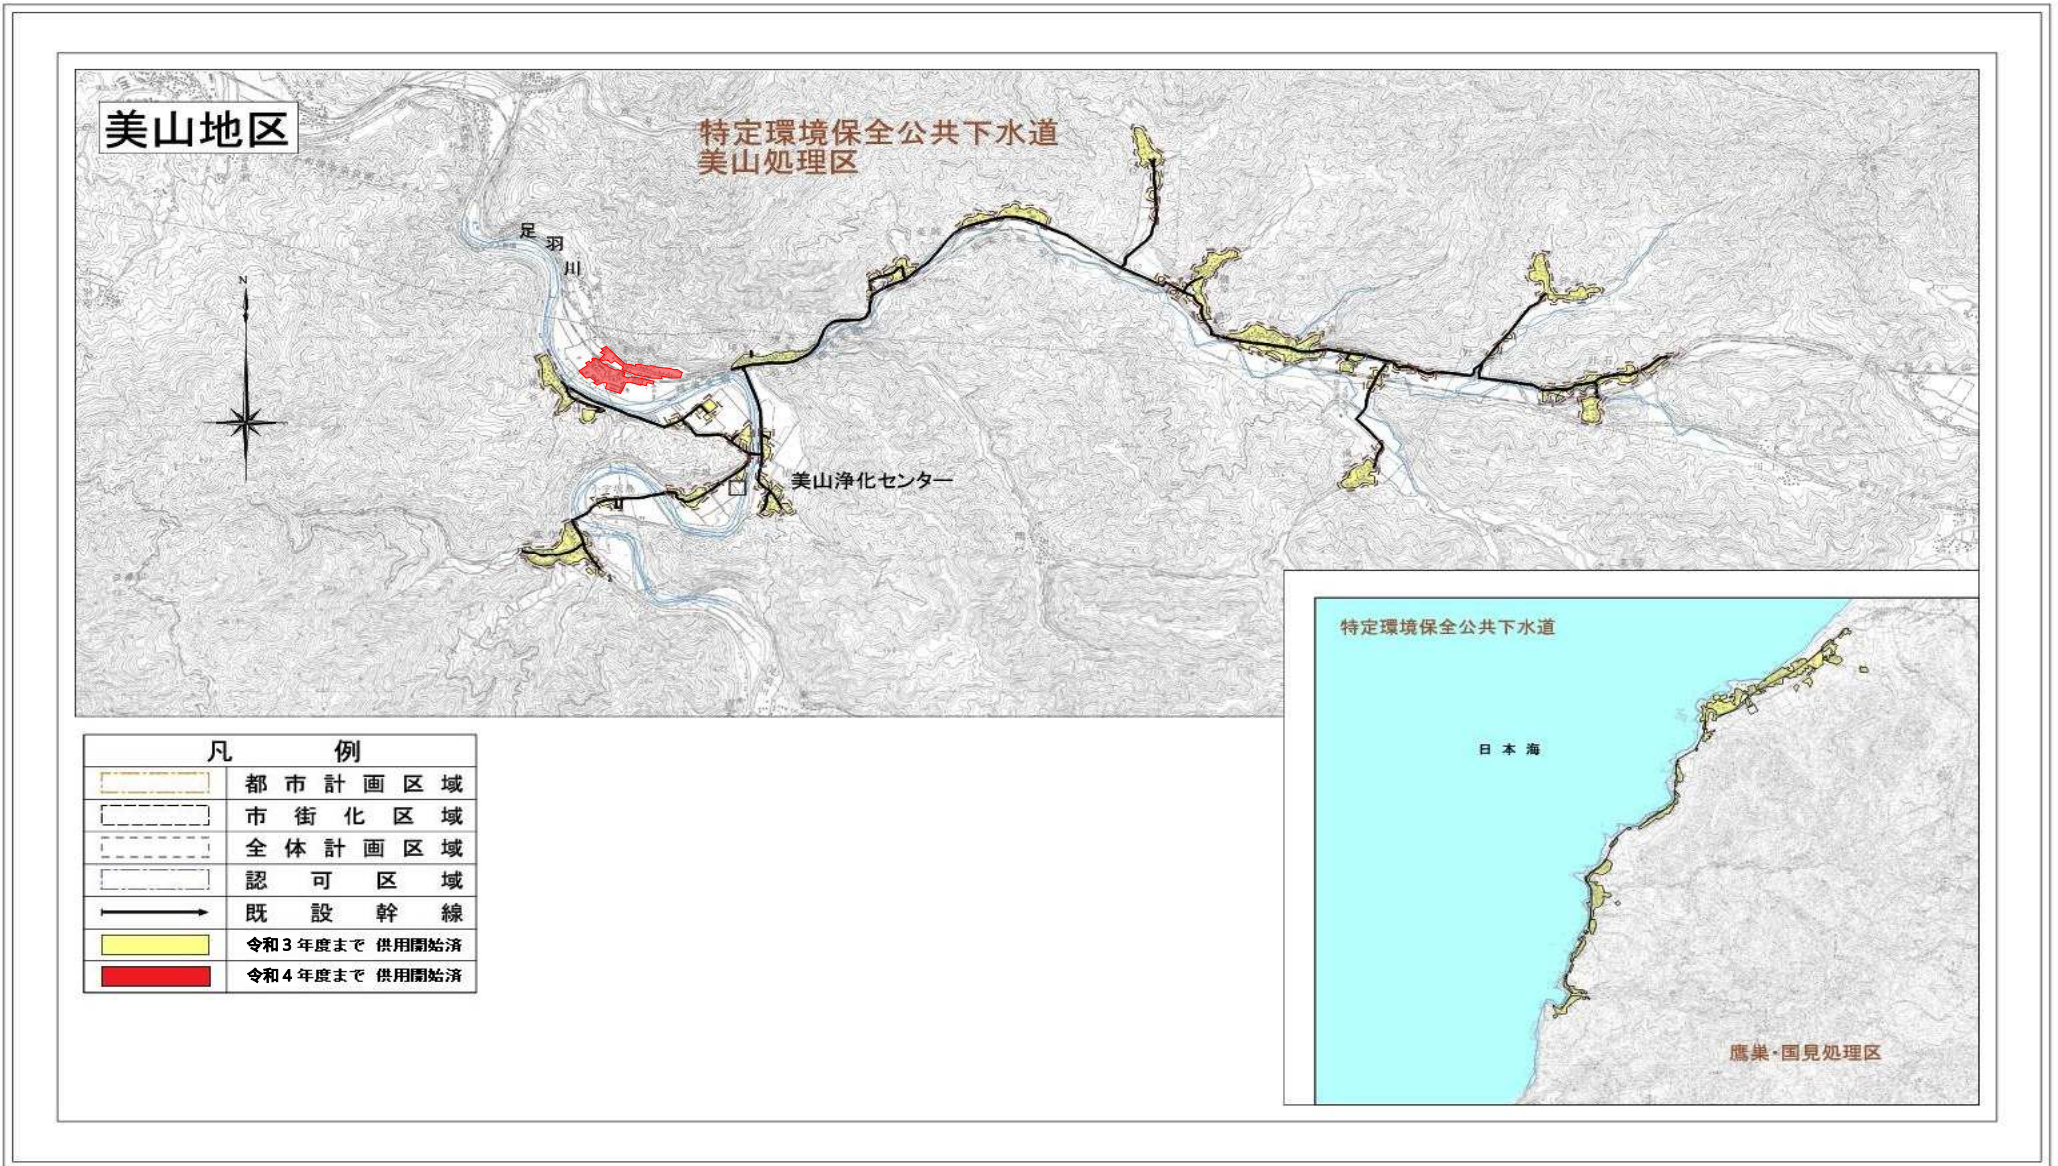 美山地区
特定環境保全公共下水道
美山処理区
足羽川
N
美山浄化センター
特定環境保全公共下水道
日本海
鷹巣・国見処理区
凡例
都市計画区域
市街化区域
全体計画区域
認可区域
既設幹線
令和3年度まで 供用開始済
令和4年度まで 供用開始済